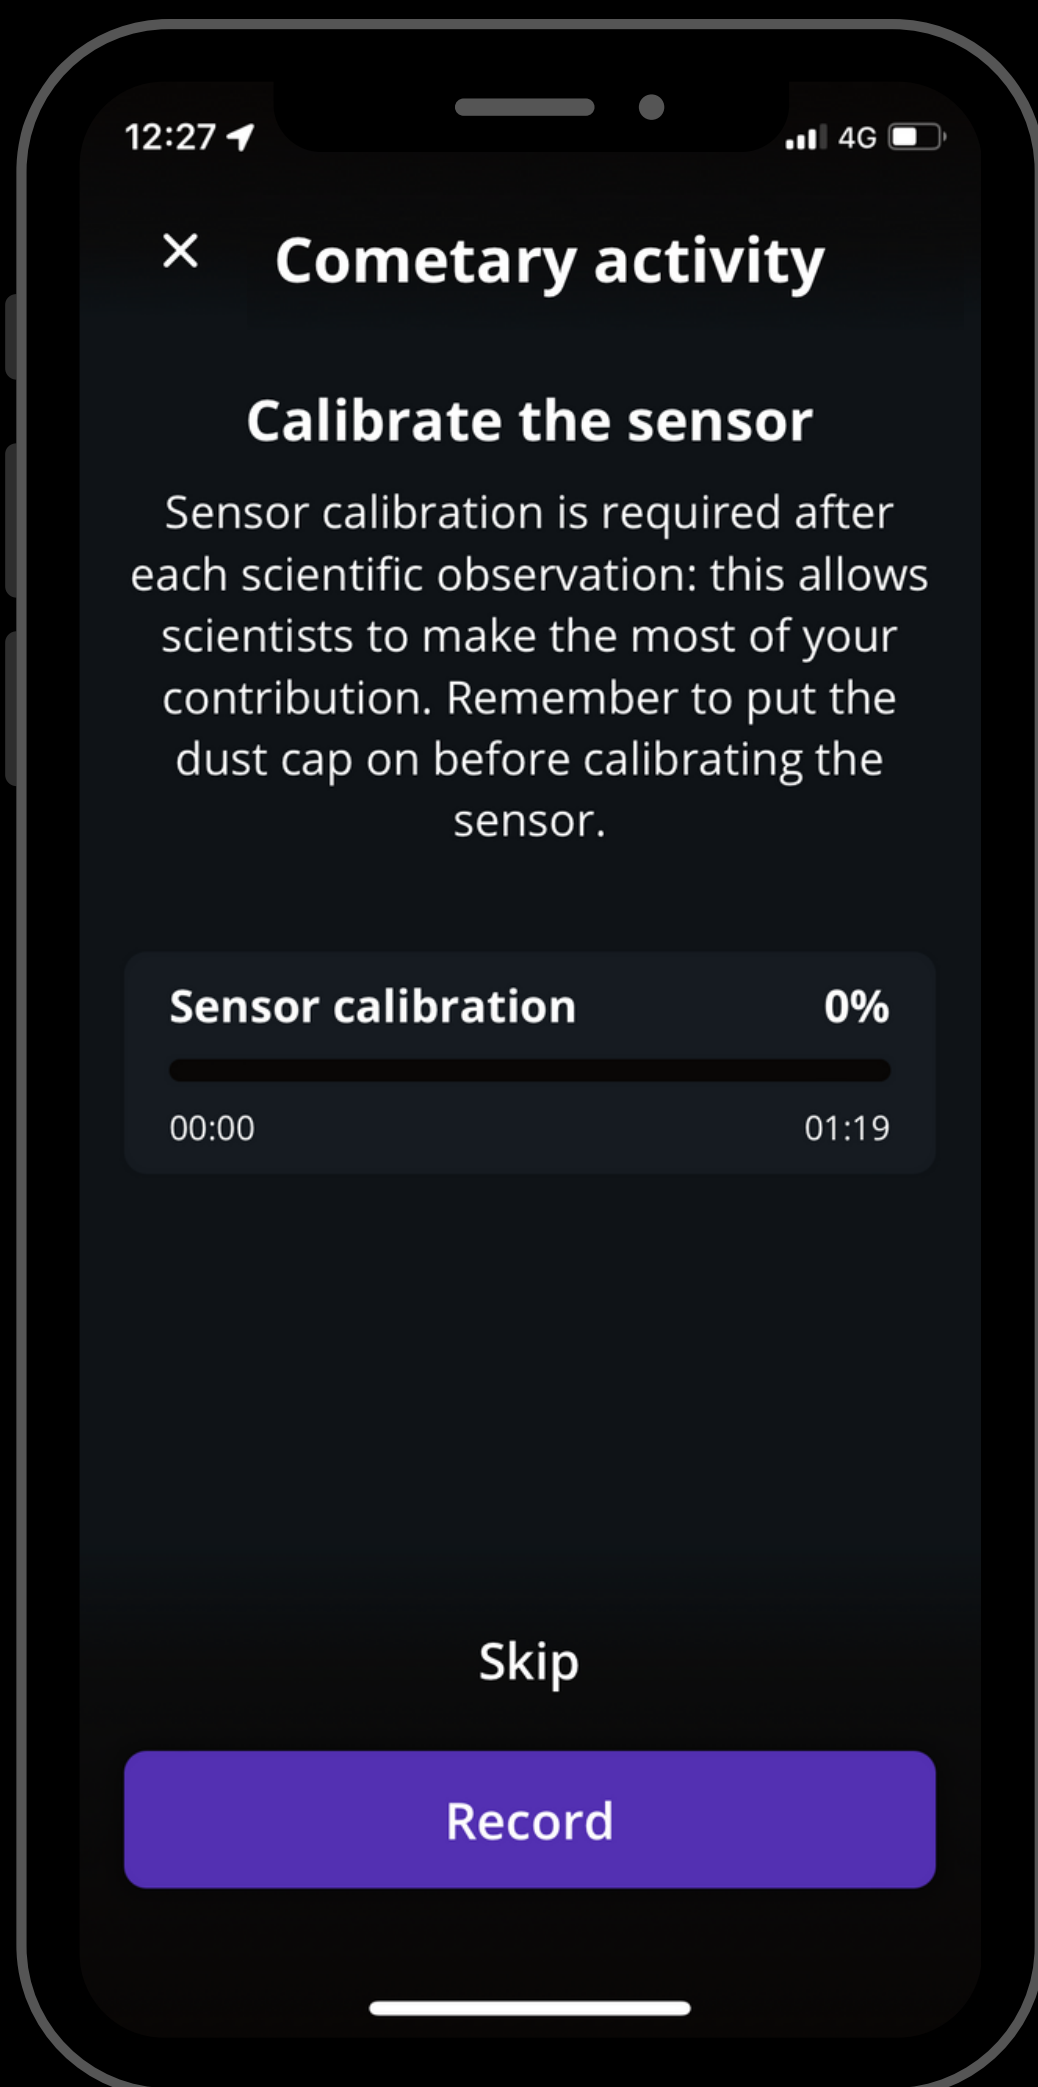 12:27 4G
Cometary activity
Calibrate the sensor
Sensor calibration is required after
each scientific observation: this allows
scientists to make the most of your
contribution. Remember to put the
dust cap on before calibrating the
sensor.
Sensor calibration 0%
00:00 01:19
Skip
Record